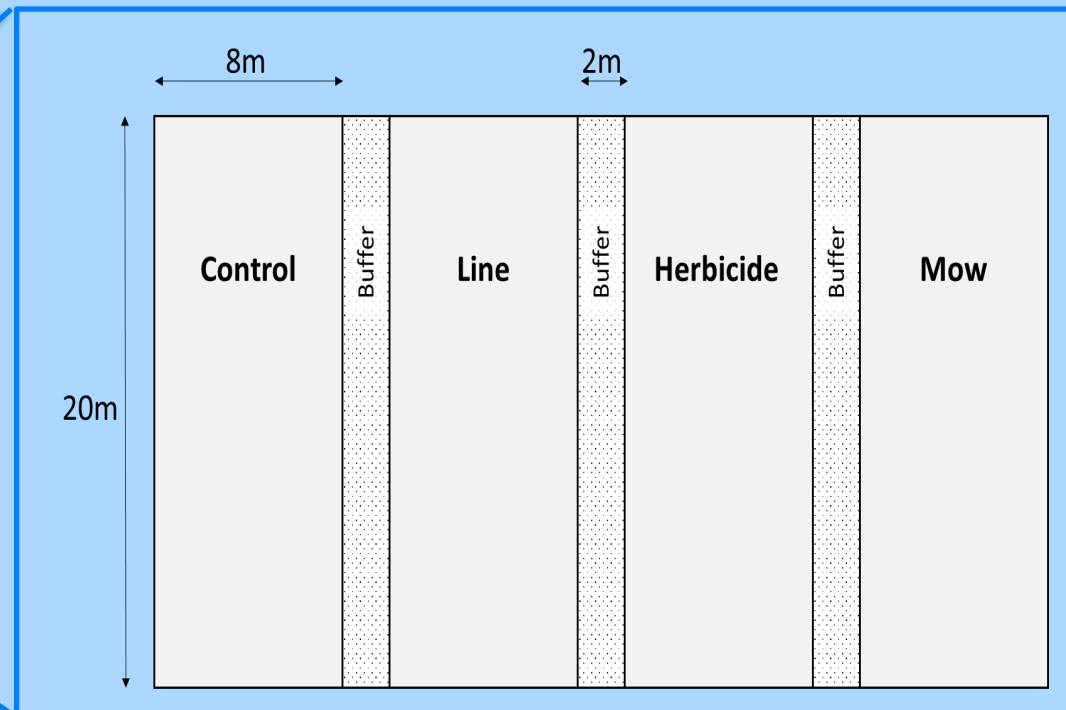 8m
2m
20m
Control
Buffer
Line
Buffer
Herbicide
Buffer
Mow